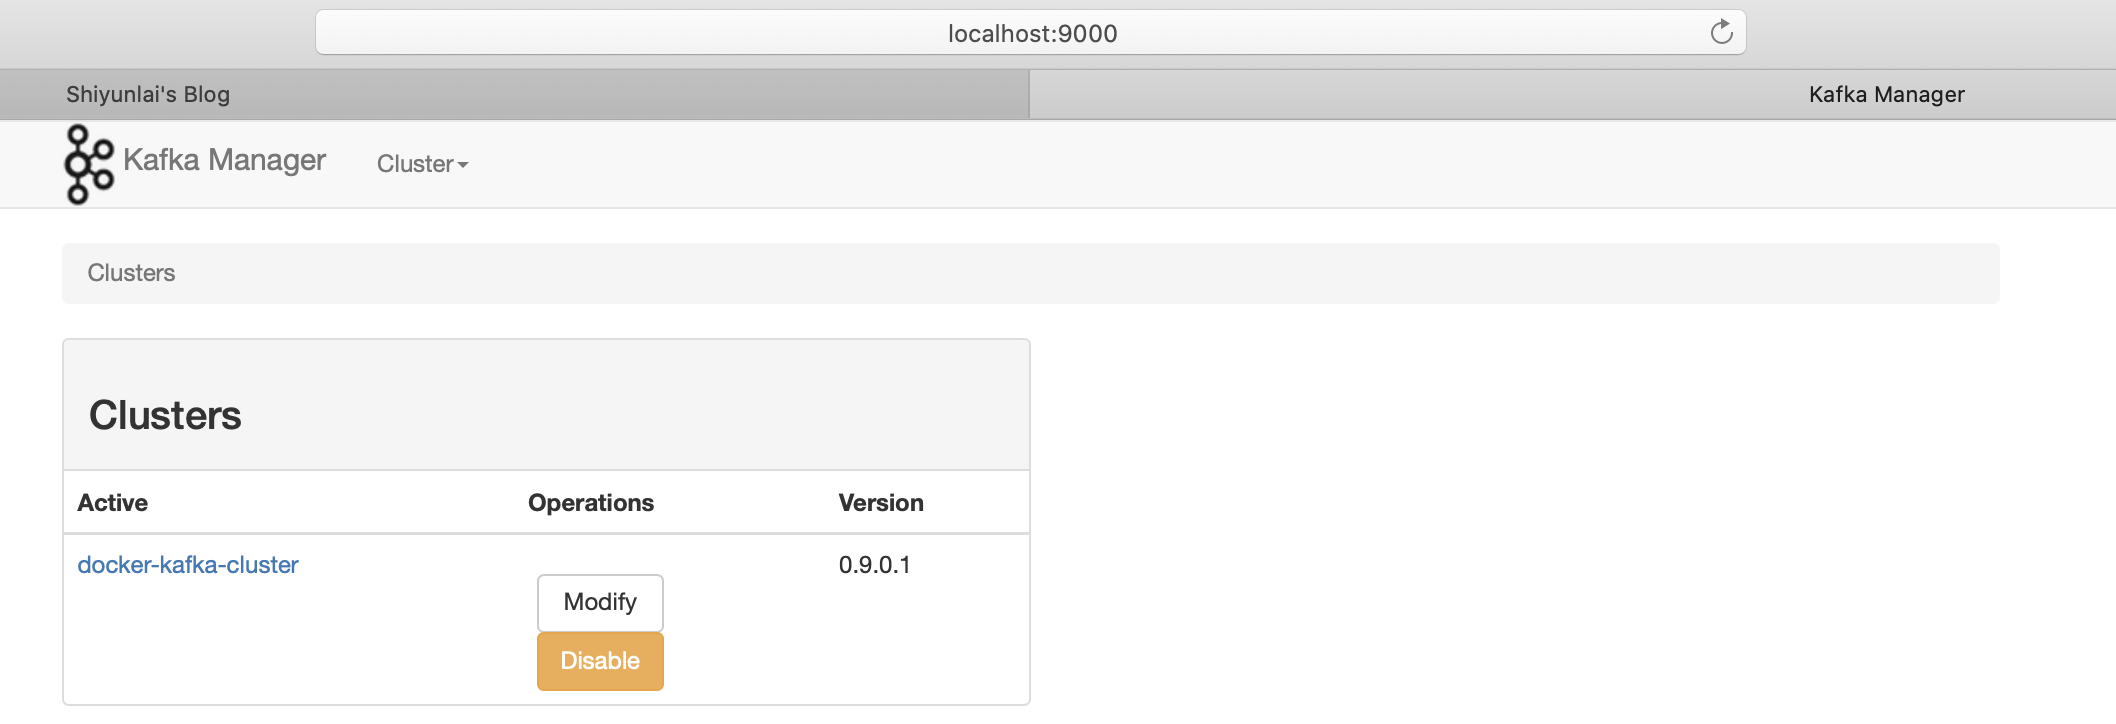 localhost:9000
Shiyunlai's Blog
Kafka Manager
Kafka Manager
Cluster
Clusters
Clusters
Active Operations Version
docker-kafka-cluster 0.9.0.1
Modify
Disable